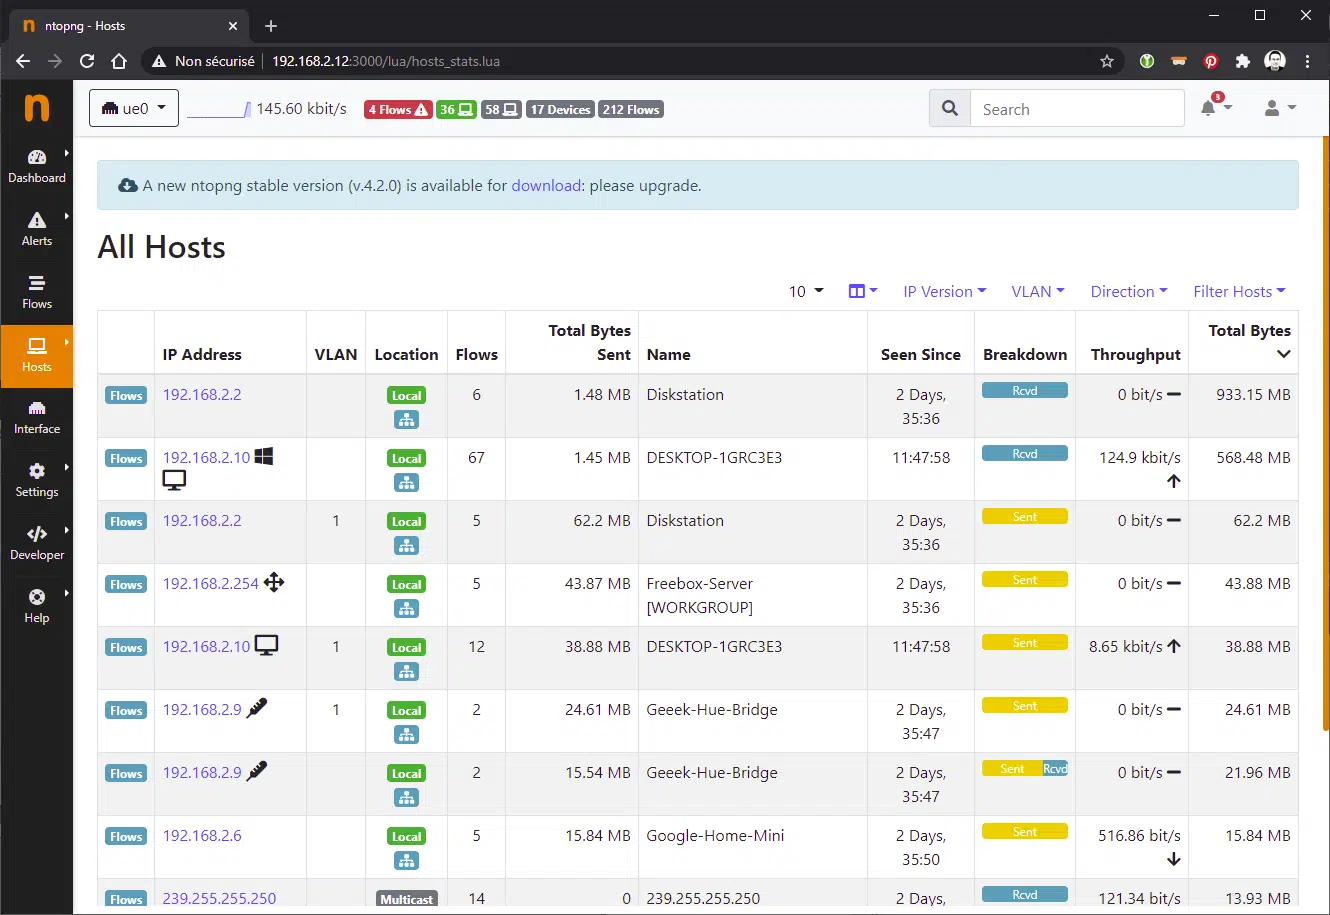 ntopng - Hosts
Non sécurisé 192.168.2.12:3000/lua/hosts_stats.lua
n
ue0 145.60 kbit/s 4 Flows 36 58 17 Devices 212 Flows Search 3
Dashboard
Alerts
Flows
Hosts
Interface
Settings
Developer
Help
A new ntopng stable version (v.4.2.0) is available for download: please upgrade.
All Hosts
10 IP Version VLAN Direction Filter Hosts
IP Address VLAN Location Flows Total Bytes Sent Name Seen Since Breakdown Throughput Total Bytes
Flows 192.168.2.2 Local 6 1.48 MB Diskstation 2 Days, 35:36 Rcvd 0 bit/s 933.15 MB
Flows 192.168.2.10 Local 67 1.45 MB DESKTOP-1GRC3E3 11:47:58 Rcvd 124.9 kbit/s 568.48 MB
Flows 192.168.2.2 1 Local 5 62.2 MB Diskstation 2 Days, 35:36 Sent 0 bit/s 62.2 MB
Flows 192.168.2.254 Local 5 43.87 MB Freebox-Server [WORKGROUP] 2 Days, 35:36 Sent 0 bit/s 43.88 MB
Flows 192.168.2.10 1 Local 12 38.88 MB DESKTOP-1GRC3E3 11:47:58 Sent 8.65 kbit/s 38.88 MB
Flows 192.168.2.9 1 Local 2 24.61 MB Geeek-Hue-Bridge 2 Days, 35:47 Sent 0 bit/s 24.61 MB
Flows 192.168.2.9 Local 2 15.54 MB Geeek-Hue-Bridge 2 Days, 35:47 Sent Rcvd 0 bit/s 21.96 MB
Flows 192.168.2.6 Local 5 15.84 MB Google-Home-Mini 2 Days, 35:50 Sent 516.86 bit/s 15.84 MB
Flows 239.255.255.250 Multicast 14 0 239.255.255.250 2 Days, Rcvd 121.34 bit/s 13.93 MB